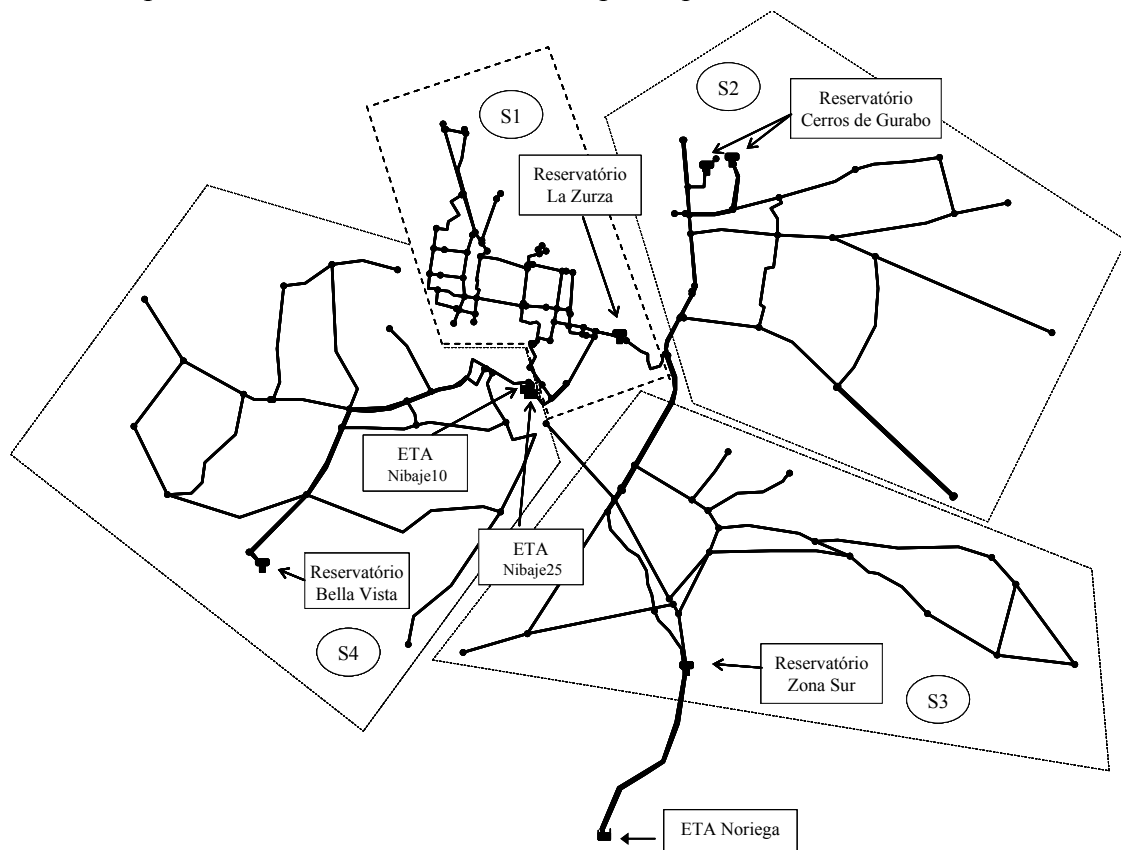 S1
S2
Reservatório
Cerros de Gurabo
Reservatório
La Zurza
ETA
Nibaje10
ETA
Nibaje25
Reservatório
Bella Vista
S4
Reservatório
Zona Sur
S3
ETA Noriega